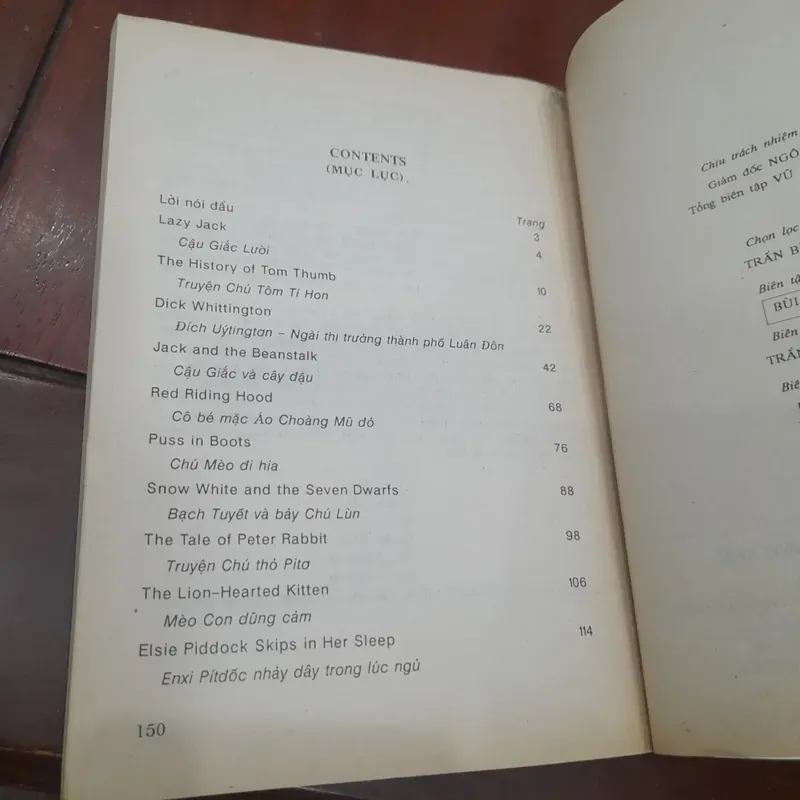 CONTENTS
(MỤC LỤC)
Trang
Lời nói đầu 3
Lazy Jack 4
Cậu Giắc Lười
The History of Tom Thumb 10
Truyện Chú Tôm Tí Hon
Dick Whittington 22
Đích Uýtingtơn – Ngài thị trưởng thành phố Luân Đôn
Jack and the Beanstalk 42
Cậu Giắc và cây đậu
Red Riding Hood 68
Cô bé mặc Áo Choàng Mũ đỏ
Puss in Boots 76
Chú Mèo đi hia
Snow White and the Seven Dwarfs 88
Bạch Tuyết và bảy Chú Lùn
The Tale of Peter Rabbit 98
Truyện Chú thỏ Pitơ
The Lion-Hearted Kitten 106
Mèo Con dũng cảm
Elsie Piddock Skips in Her Sleep 114
Enxi Pítdốc nhảy dây trong lúc ngủ
150
Chịu trách nhiệm
Giám đốc NGÔ
Tổng biên tập VŨ
Chọn lọc
TRẦN
Biên
Biên
TRẦN